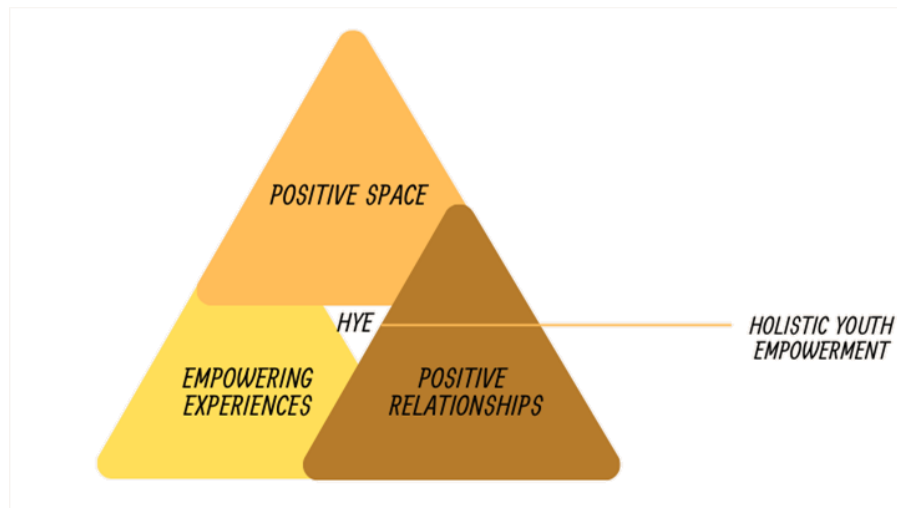 POSITIVE SPACE
HYE
HOLISTIC YOUTH
EMPOWERMENT
EMPOWERING
EXPERIENCES
POSITIVE
RELATIONSHIPS